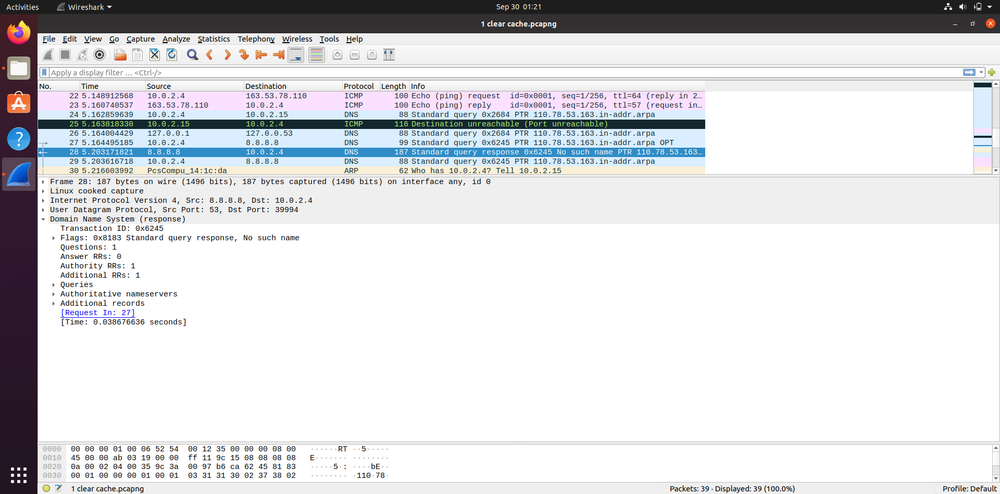 Activities Wireshark Sep 30 01:21
1 clear cache.pcapng
File Edit View Go Capture Analyze Statistics Telephony Wireless Tools Help
Apply a display filter … <Ctrl-/>
No. Time Source Destination Protocol Length Info
22 5.148912568 10.0.2.4 163.53.78.110 ICMP 100 Echo (ping) request id=0x0001, seq=1/256, ttl=64 (reply in 2…
23 5.160740537 163.53.78.110 10.0.2.4 ICMP 100 Echo (ping) reply id=0x0001, seq=1/256, ttl=57 (request in…
24 5.162859639 10.0.2.4 10.0.2.15 DNS 88 Standard query 0x2684 PTR 110.78.53.163.in-addr.arpa
25 5.163818330 10.0.2.15 10.0.2.4 ICMP 116 Destination unreachable (Port unreachable)
26 5.164004429 127.0.0.1 127.0.0.53 DNS 88 Standard query 0x2684 PTR 110.78.53.163.in-addr.arpa
27 5.164495185 10.0.2.4 8.8.8.8 DNS 99 Standard query 0x6245 PTR 110.78.53.163.in-addr.arpa OPT
28 5.203171821 8.8.8.8 10.0.2.4 DNS 187 Standard query response 0x6245 No such name PTR 110.78.53.163…
29 5.203616718 10.0.2.4 8.8.8.8 DNS 88 Standard query 0x6245 PTR 110.78.53.163.in-addr.arpa
30 5.216603992 PcsCompu_14:1c:da ARP 62 Who has 10.0.2.4? Tell 10.0.2.15
Frame 28: 187 bytes on wire (1496 bits), 187 bytes captured (1496 bits) on interface any, id 0
Linux cooked capture
Internet Protocol Version 4, Src: 8.8.8.8, Dst: 10.0.2.4
User Datagram Protocol, Src Port: 53, Dst Port: 39994
Domain Name System (response)
Transaction ID: 0x6245
Flags: 0x8183 Standard query response, No such name
Questions: 1
Answer RRs: 0
Authority RRs: 1
Additional RRs: 1
Queries
Authoritative nameservers
Additional records
[Request In: 27]
[Time: 0.038676636 seconds]
0000 00 00 00 01 00 06 52 54 00 12 35 00 00 00 08 00 ······RT ··5·····
0010 45 00 00 ab 03 19 00 00 ff 11 9c 15 08 08 08 08 E······· ········
0020 0a 00 02 04 00 35 9c 3a 00 97 b6 ca 62 45 81 83 ·····5·: ····bE··
0030 00 01 00 00 00 01 00 01 03 31 31 30 02 37 38 02 ········ ·110·78·
1 clear cache.pcapng Packets: 39 · Displayed: 39 (100.0%) Profile: Default